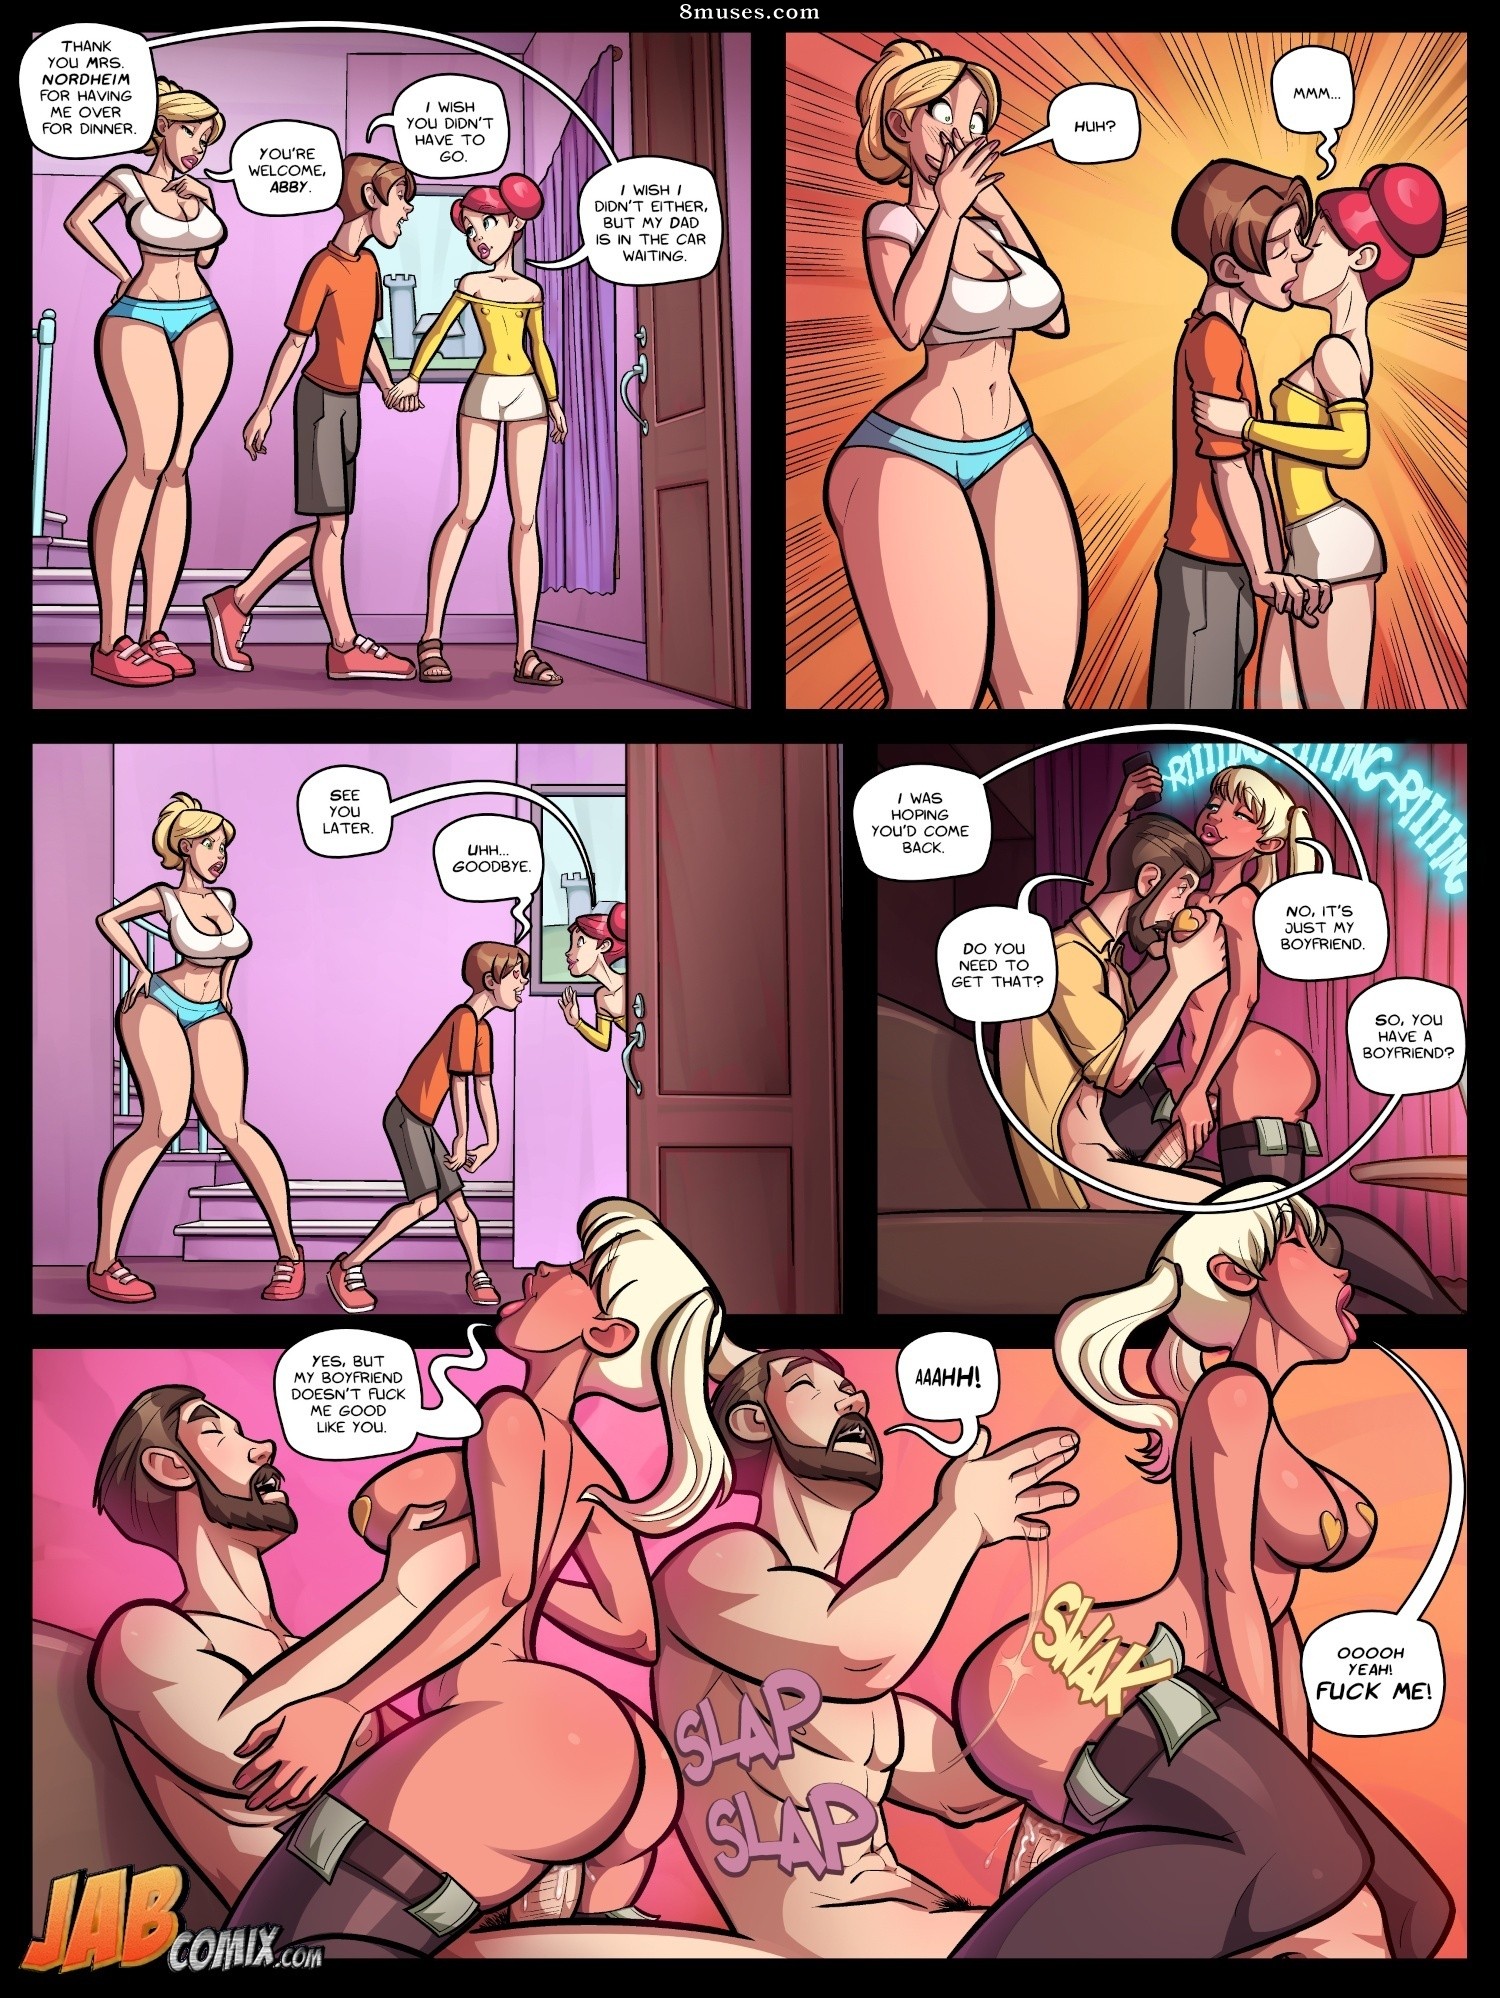 8muses.com
THANK
YOU MRS.
NORDHEIM
FOR HAVING
ME OVER
FOR DINNER.
YOU'RE
WELCOME,
ABBY.
I WISH
YOU DIDN'T
HAVE TO
GO.
I WISH I
DIDN'T EITHER,
BUT MY DAD
IS IN THE CAR
WAITING.
HUH?
MMM...
SEE
YOU
LATER.
UHH...
GOODBYE.
I WAS
HOPING
YOU'D COME
BACK.
DO YOU
NEED TO
GET THAT?
NO, IT'S
JUST MY
BOYFRIEND.
SO, YOU
HAVE A
BOYFRIEND?
YES, BUT
MY BOYFRIEND
DOESN'T FUCK
ME GOOD
LIKE YOU.
AAAHH!
SLAP
SLAP
SWAK
OOOOH
YEAH!
FUCK ME!
JAB
COMIX.COM